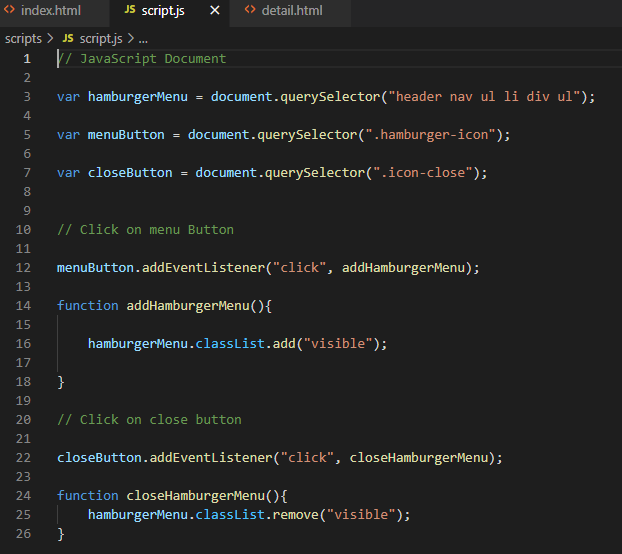 index.html JS script.js × detail.html
scripts > JS script.js > ...
1 // JavaScript Document
2
3 var hamburgerMenu = document.querySelector("header nav ul li div ul");
4
5 var menuButton = document.querySelector(".hamburger-icon");
6
7 var closeButton = document.querySelector(".icon-close");
8
9
10 // Click on menu Button
11
12 menuButton.addEventListener("click", addHamburgerMenu);
13
14 function addHamburgerMenu(){
15
16     hamburgerMenu.classList.add("visible");
17
18 }
19
20 // Click on close button
21
22 closeButton.addEventListener("click", closeHamburgerMenu);
23
24 function closeHamburgerMenu(){
25     hamburgerMenu.classList.remove("visible");
26 }